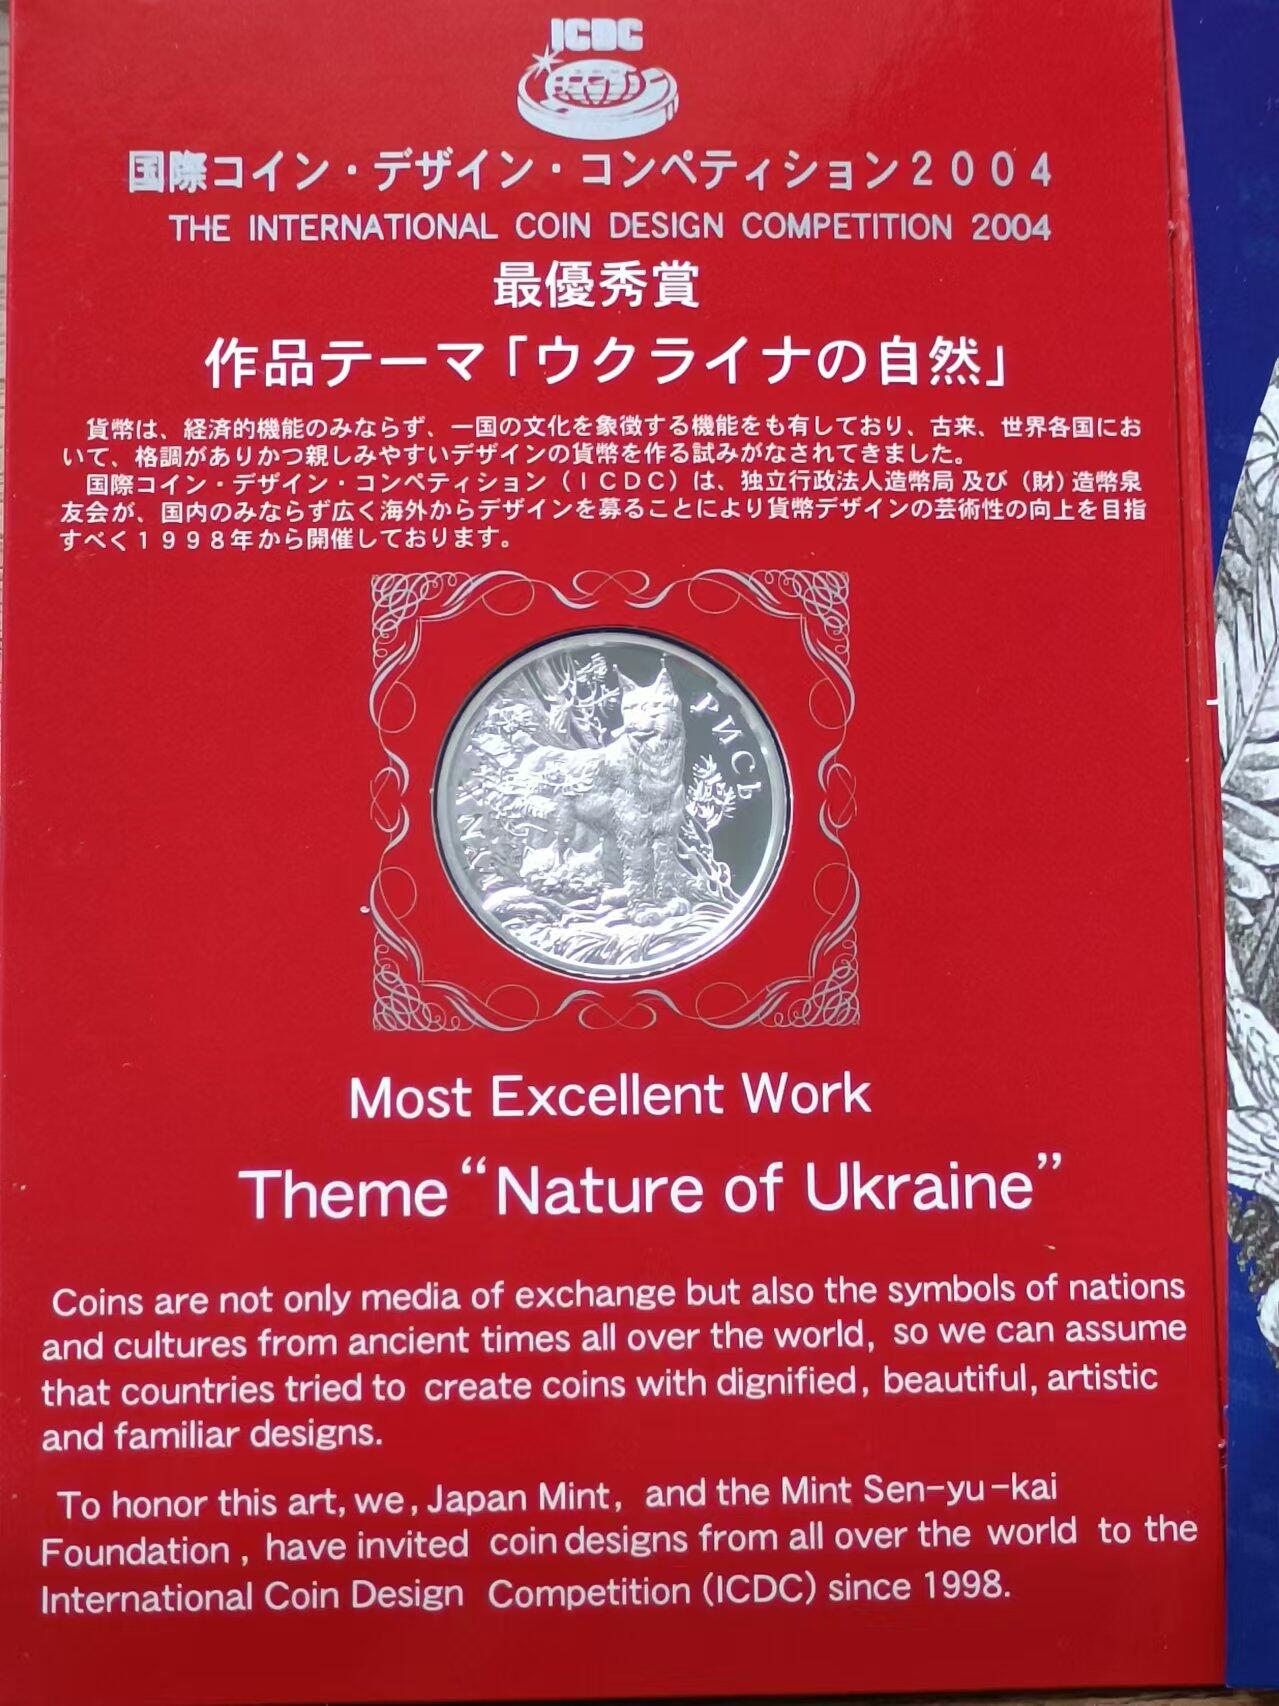 ICDC
国際コイン・デザイン・コンペティション２００４
THE INTERNATIONAL COIN DESIGN COMPETITION 2004
最優秀賞
作品テーマ「ウクライナの自然」
貨幣は、経済的機能のみならず、一国の文化を象徴する機能をも有しており、古来、世界各国にお
いて、格調がありかつ親しみやすいデザインの貨幣を作る試みがなされてきました。
国際コイン・デザイン・コンペティション（ＩＣＤＣ）は、独立行政法人造幣局及び（財）造幣泉
友会が、国内のみならず広く海外からデザインを募ることにより貨幣デザインの芸術性の向上を目指
すべく１９９８年から開催しております。
РИСЬ
Most Excellent Work
Theme “Nature of Ukraine”
Coins are not only media of exchange but also the symbols of nations
and cultures from ancient times all over the world, so we can assume
that countries tried to create coins with dignified, beautiful, artistic
and familiar designs.
To honor this art, we, Japan Mint, and the Mint Sen-yu-kai
Foundation, have invited coin designs from all over the world to the
International Coin Design Competition (ICDC) since 1998.